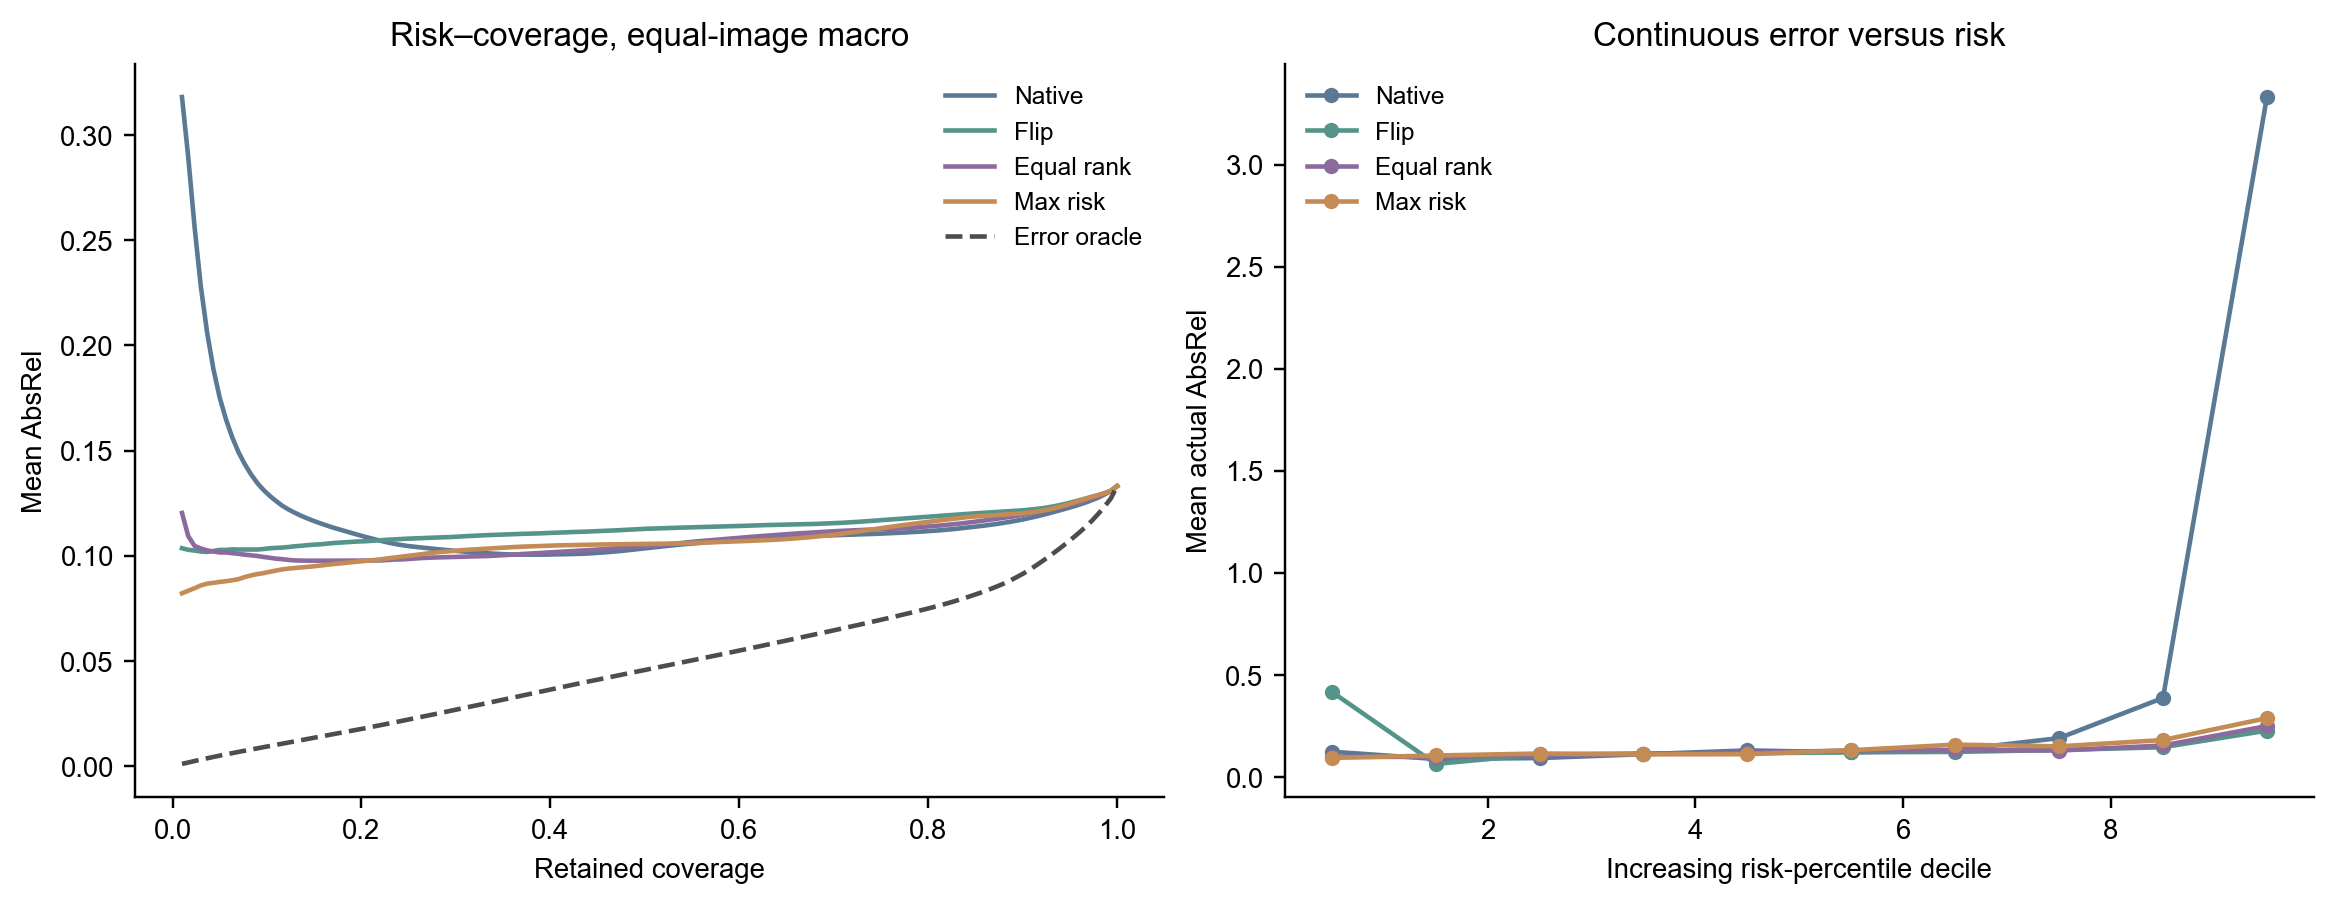 Risk–coverage, equal-image macro
Mean AbsRel
0.30
0.25
0.20
0.15
0.10
0.05
0.00
0.0
0.2
0.4
0.6
0.8
1.0
Retained coverage
Native
Flip
Equal rank
Max risk
Error oracle
Continuous error versus risk
Mean actual AbsRel
3.0
2.5
2.0
1.5
1.0
0.5
0.0
2
4
6
8
Increasing risk-percentile decile
Native
Flip
Equal rank
Max risk